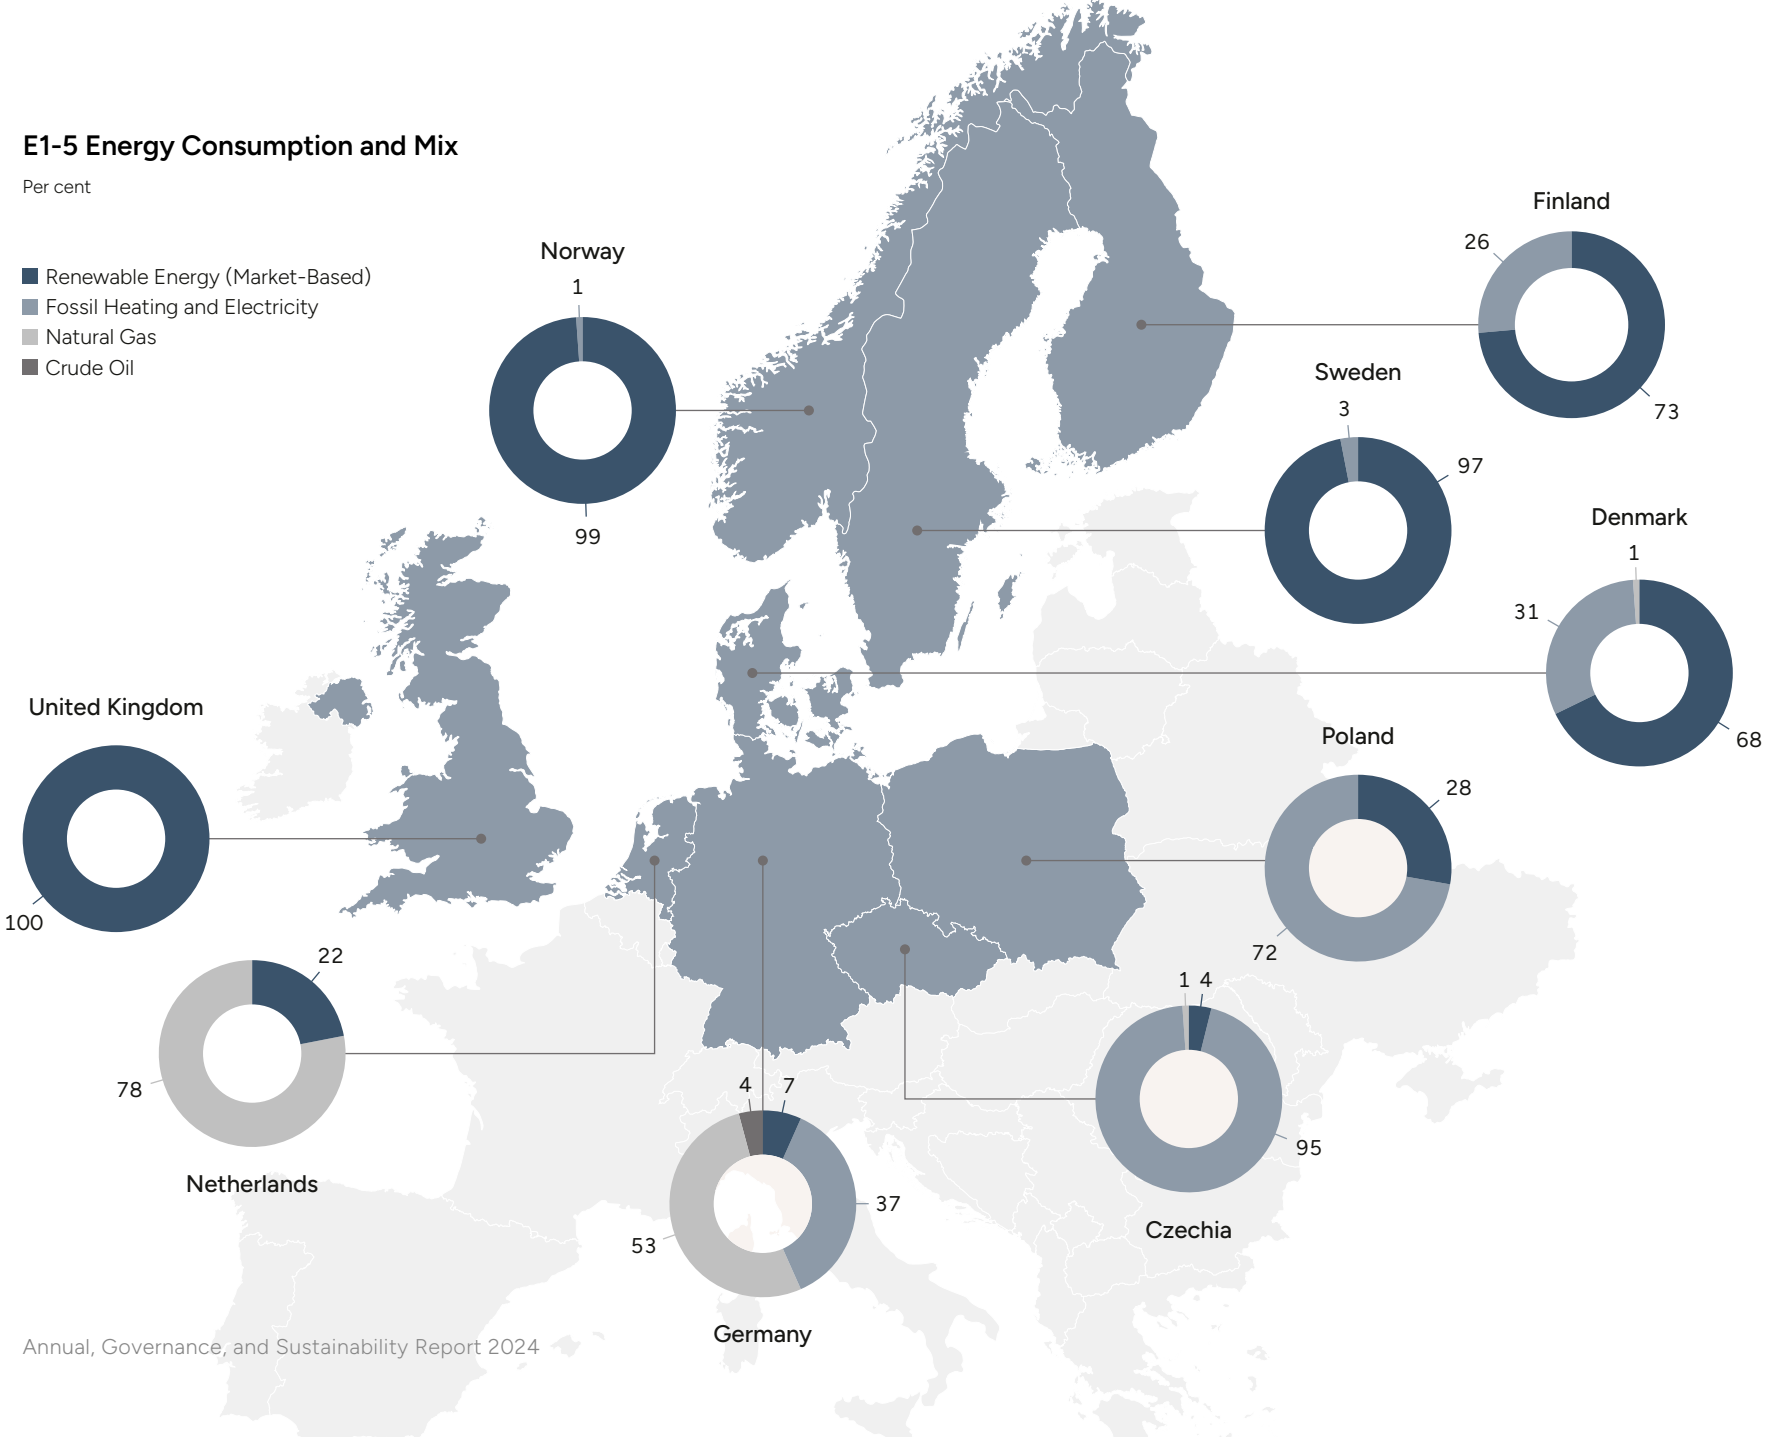 E1-5 Energy Consumption and Mix
Per cent
Renewable Energy (Market-Based)
Fossil Heating and Electricity
Natural Gas
Crude Oil
Norway
1
99
Finland
26
73
Sweden
3
97
Denmark
1
31
68
United Kingdom
100
Poland
28
72
22
78
Netherlands
4 7
37
53
Germany
1 4
95
Czechia
Annual, Governance, and Sustainability Report 2024